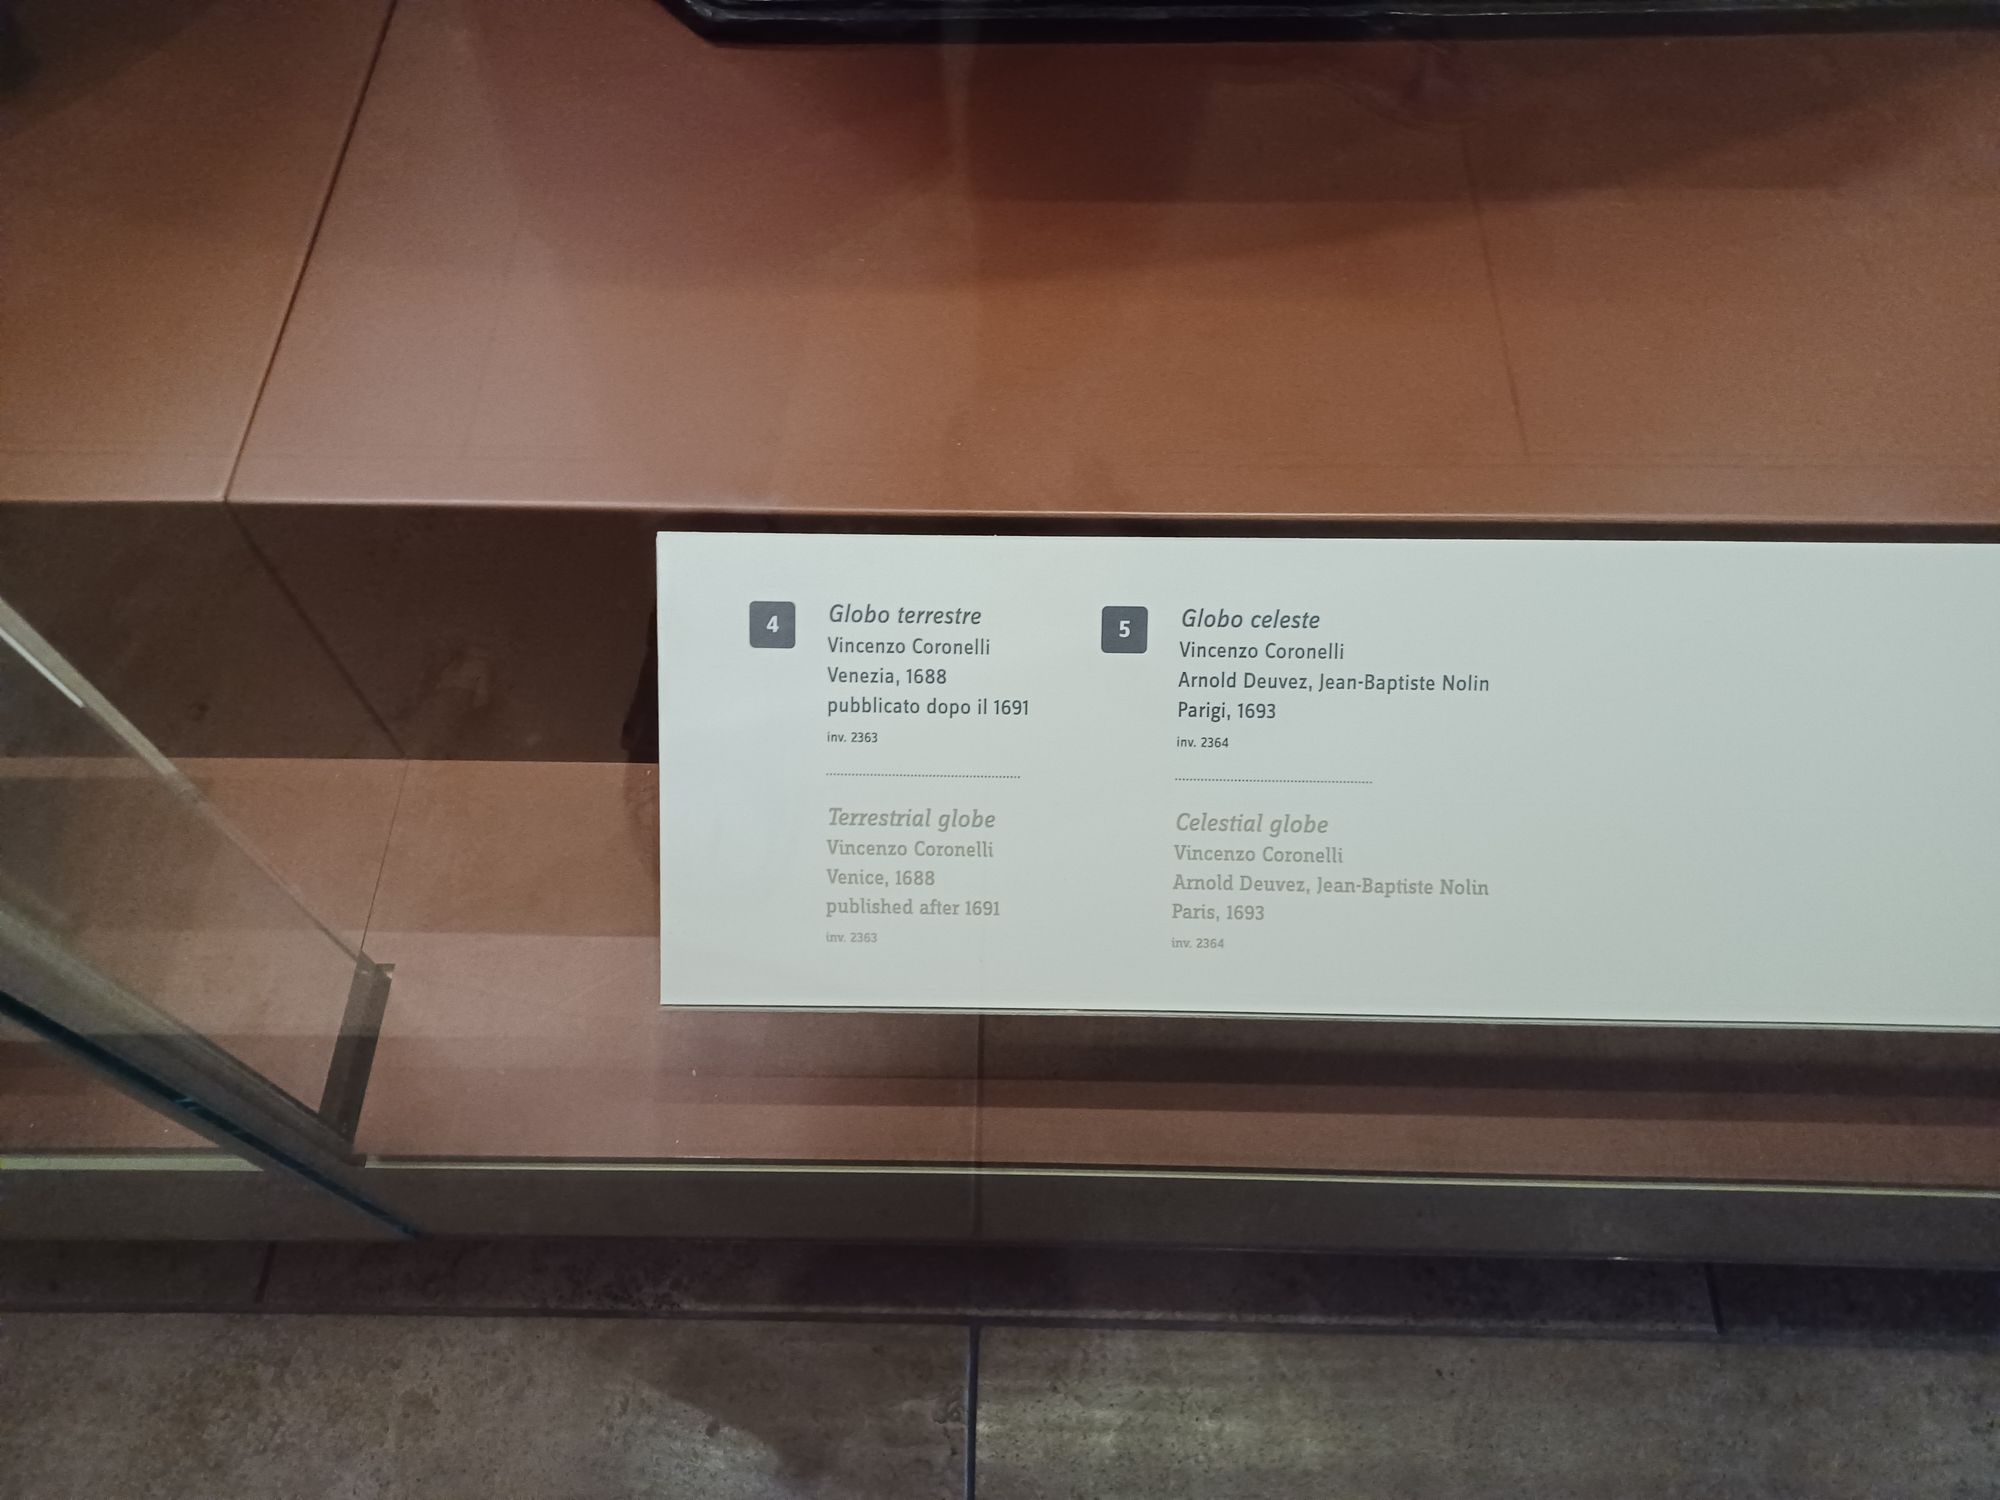 4
Globo terrestre
Vincenzo Coronelli
Venezia, 1688
pubblicato dopo il 1691
inv. 2363
Terrestrial globe
Vincenzo Coronelli
Venice, 1688
published after 1691
inv. 2363
5
Globo celeste
Vincenzo Coronelli
Arnold Deuvez, Jean-Baptiste Nolin
Parigi, 1693
inv. 2364
Celestial globe
Vincenzo Coronelli
Arnold Deuvez, Jean-Baptiste Nolin
Paris, 1693
inv. 2364